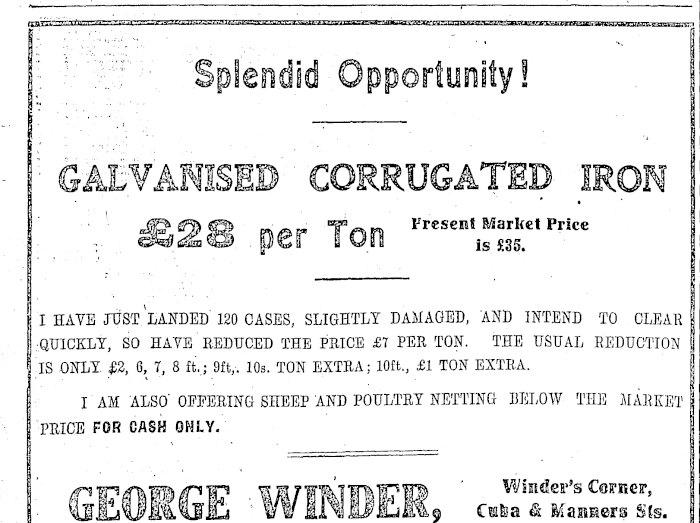 Splendid Opportunity!
GALVANISED CORRUGATED IRON
£28 per Ton
Present Market Price
is £35.
I HAVE JUST LANDED 120 CASES, SLIGHTLY DAMAGED, AND INTEND TO CLEAR
QUICKLY, SO HAVE REDUCED THE PRICE £7 PER TON. THE USUAL REDUCTION
IS ONLY £2, 6, 7, 8 ft.; 9ft,. 10s. TON EXTRA; 10ft., £1 TON EXTRA.
I AM ALSO OFFERING SHEEP AND POULTRY NETTING BELOW THE MARKET
PRICE FOR CASH ONLY.
GEORGE WINDER,
Winder's Corner,
Cuba & Manners Sts.